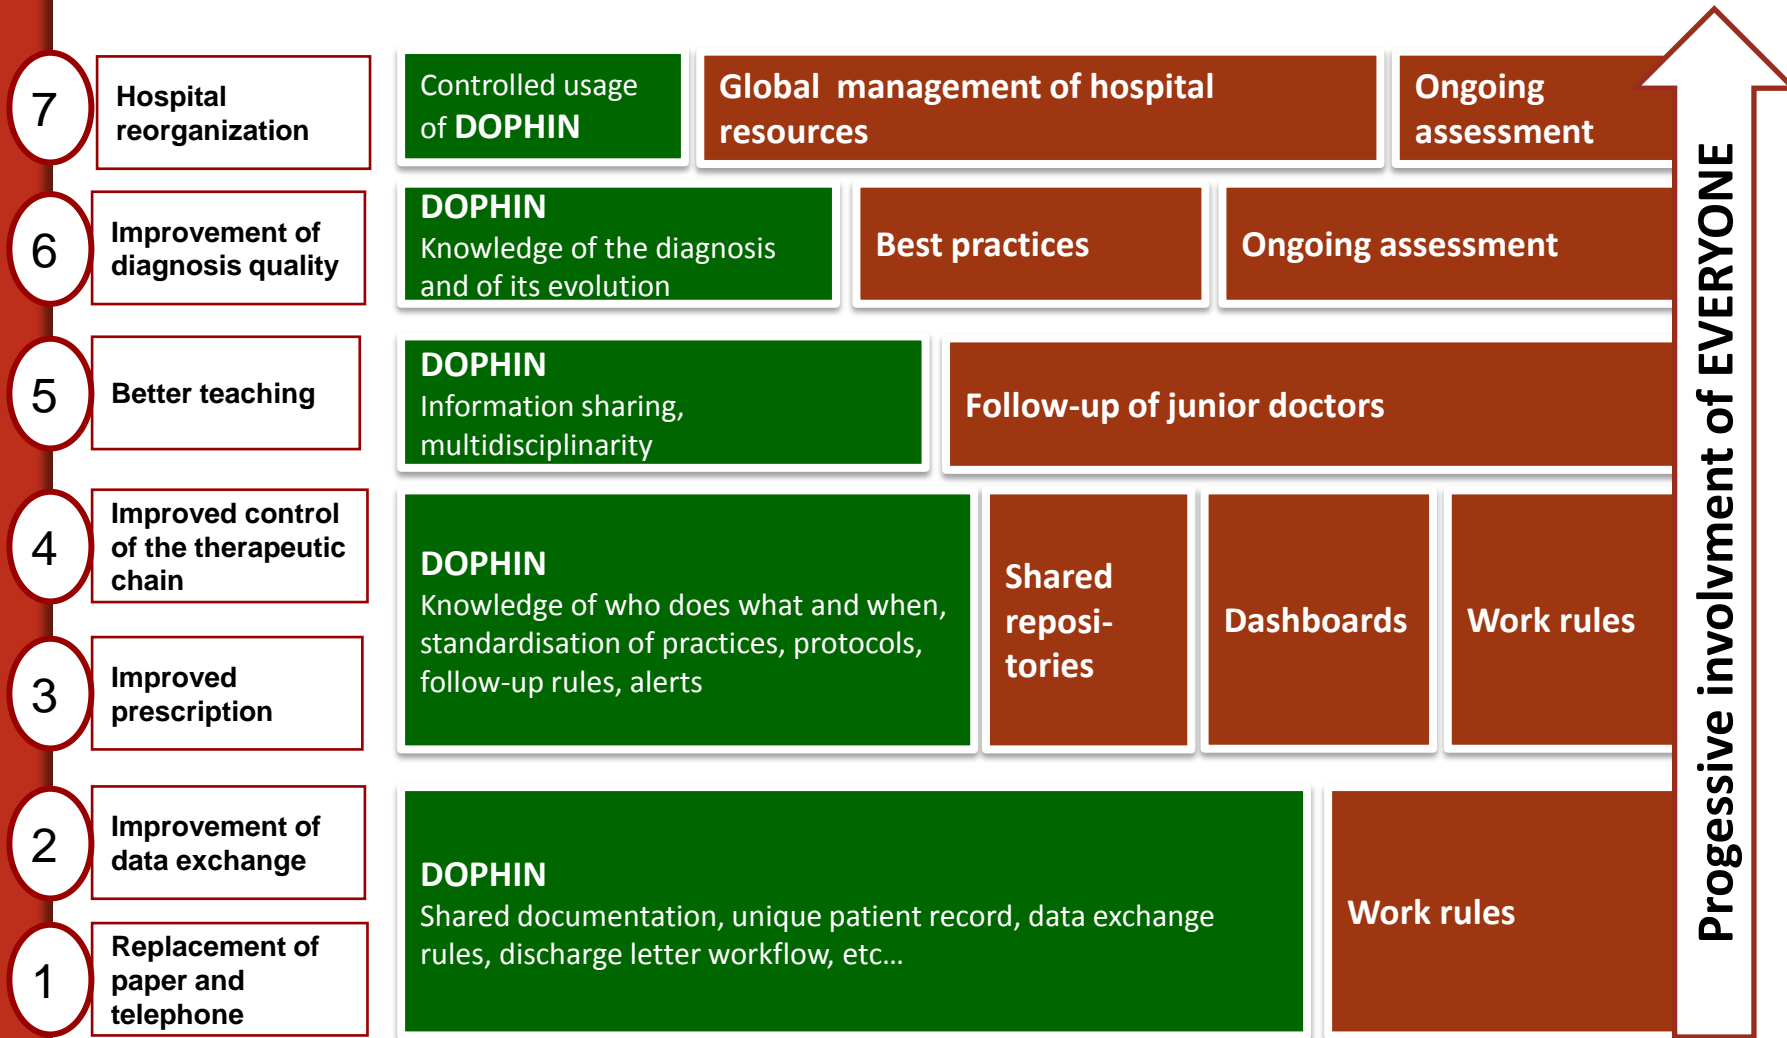 7
Hospital
reorganization
Controlled usage
of DOPHIN
Global management of hospital
resources
Ongoing
assessment
6
Improvement of
diagnosis quality
DOPHIN
Knowledge of the diagnosis
and of its evolution
Best practices
Ongoing assessment
5
Better teaching
DOPHIN
Information sharing,
multidisciplinarity
Follow-up of junior doctors
4
Improved control
of the therapeutic
chain
3
Improved
prescription
DOPHIN
Knowledge of who does what and when,
standardisation of practices, protocols,
follow-up rules, alerts
Shared
reposi-
tories
Dashboards
Work rules
2
Improvement of
data exchange
1
Replacement of
paper and
telephone
DOPHIN
Shared documentation, unique patient record, data exchange
rules, discharge letter workflow, etc...
Work rules
Progessive involvment of EVERYONE